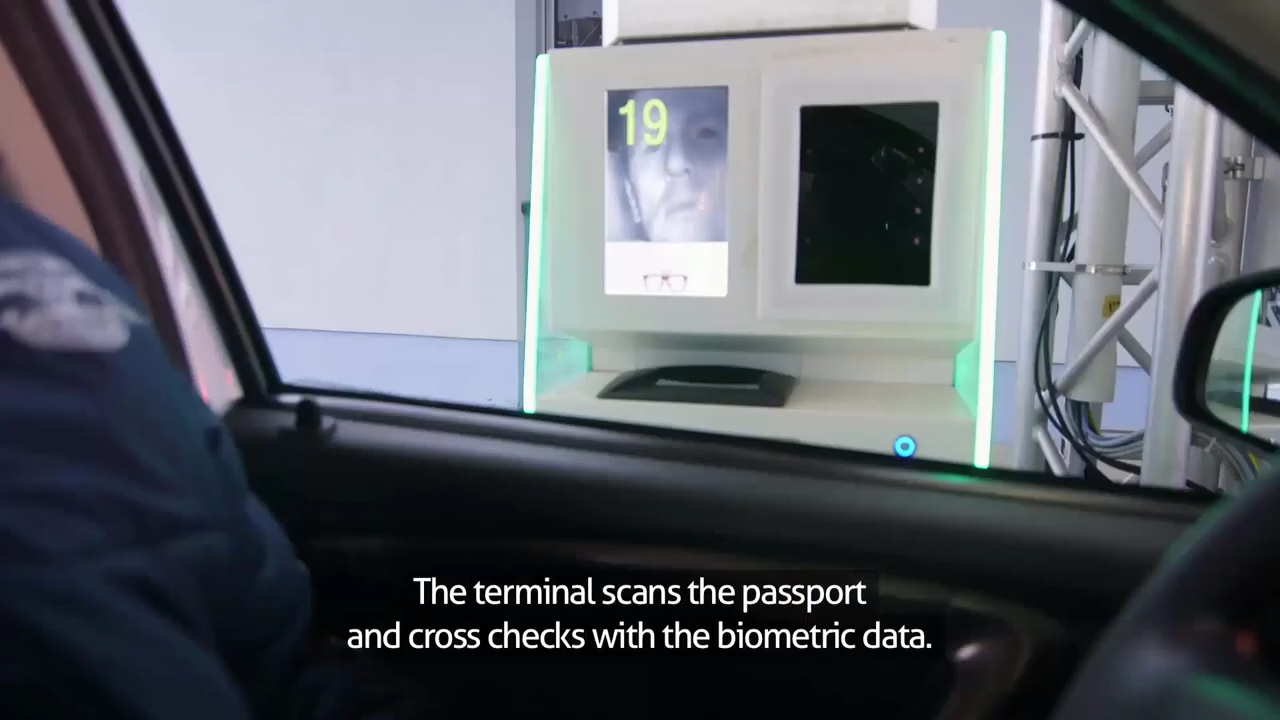 19
The terminal scans the passport
and cross checks with the biometric data.